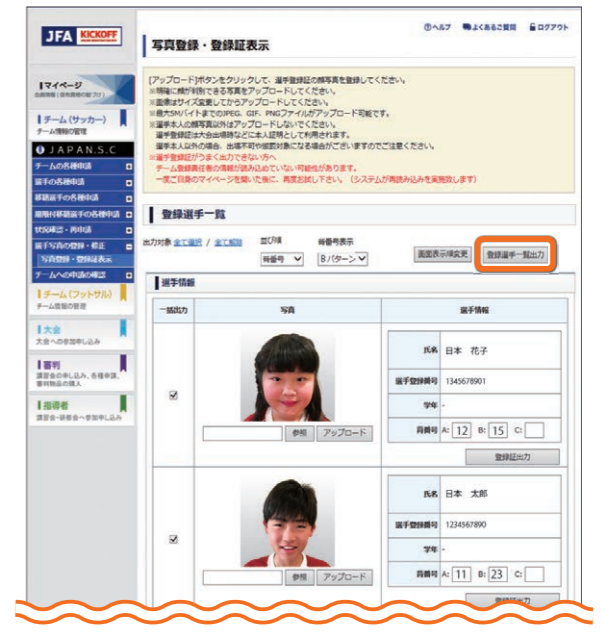 JFA KICKOFF
写真登録・登録証表示
ヘルプ よくあるご質問 ログアウト
マイページ
チーム(サッカー)
チーム情報の管理
JAPAN.S.C
チームの各種申請
選手の各種申請
移籍選手の各種申請
期限付移籍選手の各種申請
状況確認・再申請
選手写真の登録・修正
写真登録・登録証表示
チームへの申請の確認
チーム(フットサル)
チーム情報の管理
大会
大会への参加申し込み
審判
講習会の申し込み、各種申請、
審判物品の購入
指導者
講習会・研修会へ参加申し込み
[アップロード]ボタンをクリックして、選手登録証の顔写真を登録してください。
※明確に顔が判別できる写真をアップロードしてください。
※画像はサイズ変更してからアップロードしてください。
※最大5MバイトまでのJPEG、GIF、PNGファイルがアップロード可能です。
※選手本人の顔写真以外はアップロードしないでください。
選手登録証は大会出場時などに本人証明として利用されます。
選手本人以外の場合、出場不可や懲罰対象になる場合がございますのでご注意ください。
※選手登録証がうまく出力できない方へ
チーム登録責任者の情報が読み込めていない可能性があります。
一度ご自身のマイページを開いた後に、再度お試し下さい。(システムが再読み込みを実施致します)
登録選手一覧
出力対象 全て選択 / 全て解除
並び順
背番号
背番号表示
Bパターン
画面表示項変更
登録選手一覧出力
選手情報
一括出力 写真 選手情報
氏名 日本 花子
選手登録番号 1345678901
学年 -
背番号 A: 12 B: 15 C:
参照 アップロード
登録証出力
氏名 日本 太郎
選手登録番号 1234567890
学年 -
背番号 A: 11 B: 23 C:
参照 アップロード
登録証出力